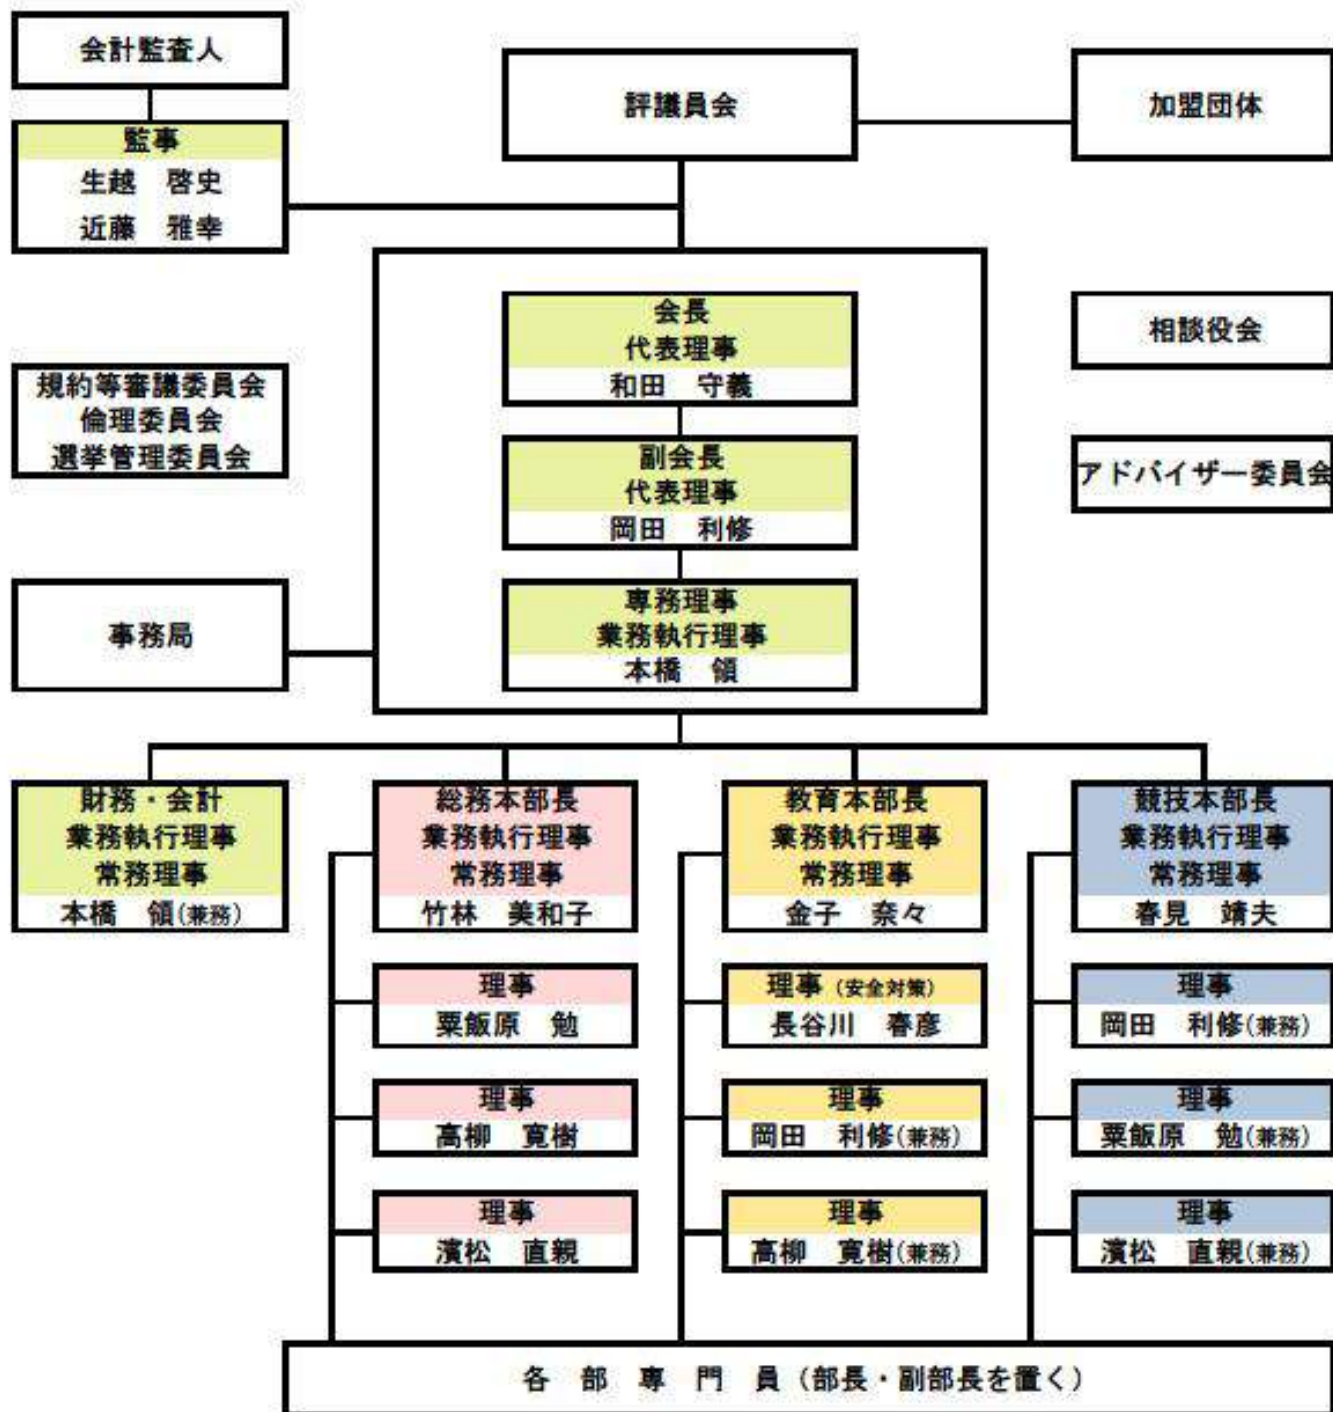 会計監査人
監事
生越　啓史
近藤　雅幸
評議員会
加盟団体
会長
代表理事
和田　守義
副会長
代表理事
岡田　利修
専務理事
業務執行理事
本橋　領
相談役会
アドバイザー委員会
規約等審議委員会
倫理委員会
選挙管理委員会
事務局
財務・会計
業務執行理事
常務理事
本橋　領(兼務)
総務本部長
業務執行理事
常務理事
竹林　美和子
理事
粟飯原　勉
理事
高柳　寛樹
理事
濱松　直親
教育本部長
業務執行理事
常務理事
金子　奈々
理事（安全対策）
長谷川　春彦
理事
岡田　利修(兼務)
理事
高柳　寛樹(兼務)
競技本部長
業務執行理事
常務理事
春見　靖夫
理事
岡田　利修(兼務)
理事
粟飯原　勉(兼務)
理事
濱松　直親(兼務)
各　部　専　門　員（部長・副部長を置く）